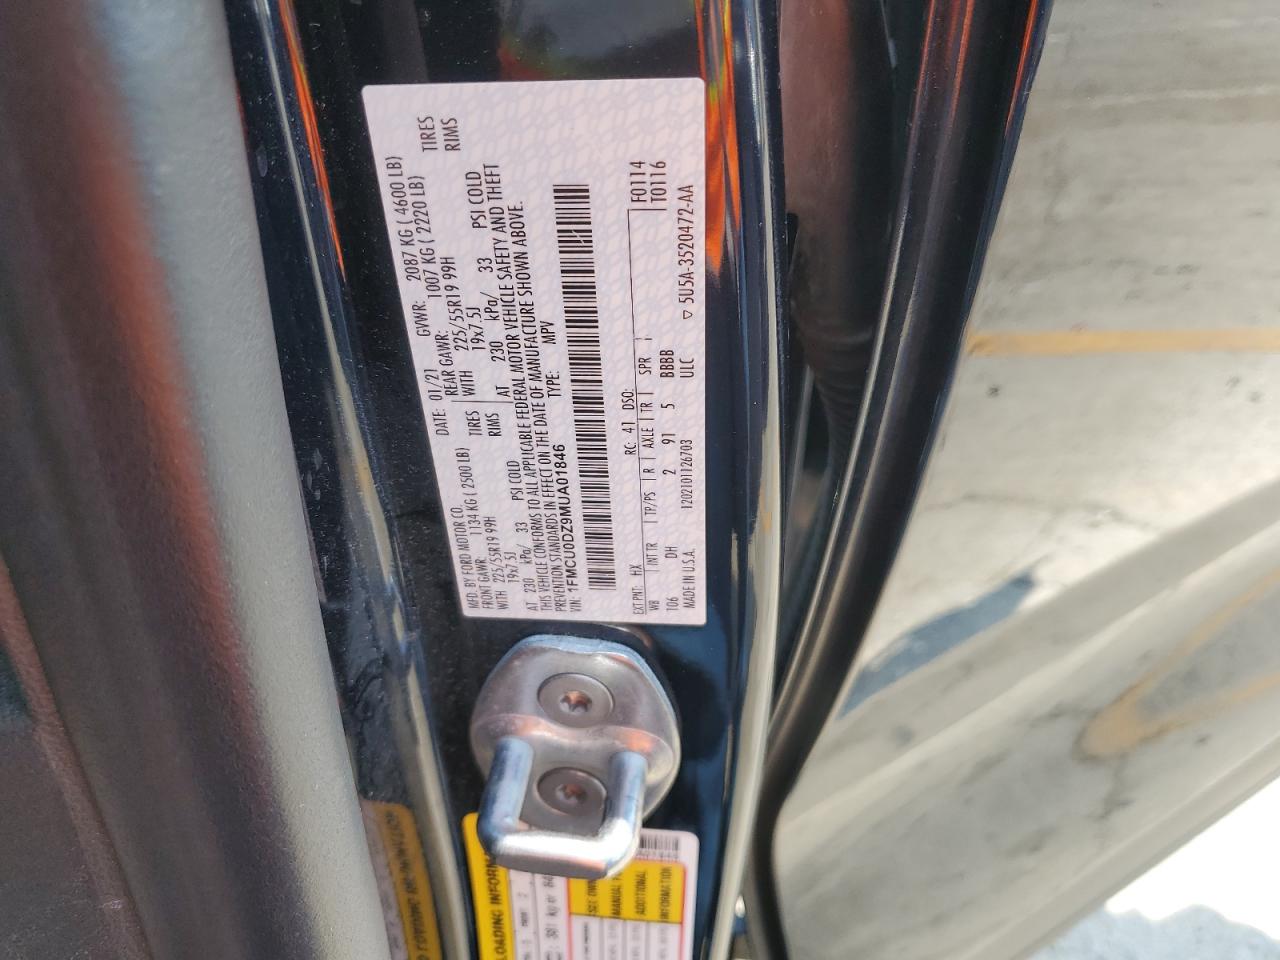 MFD. BY FORD MOTOR CO.
DATE: 01/21 GVWR: 2087 KG ( 4600 LB)
FRONT GAWR: 1134 KG ( 2500 LB) REAR GAWR: 1007 KG ( 2220 LB)
WITH 225/55R19 99H TIRES WITH 225/55R19 99H TIRES
19x7.5J RIMS 19x7.5J RIMS
AT 230 kPa/ 33 PSI COLD AT 230 kPa/ 33 PSI COLD
THIS VEHICLE CONFORMS TO ALL APPLICABLE FEDERAL MOTOR VEHICLE SAFETY AND THEFT
PREVENTION STANDARDS IN EFFECT ON THE DATE OF MANUFACTURE SHOWN ABOVE.
VIN: 1FMCU0DZ9MUA01846 TYPE: MPV
EXT PNT: HX RC: 41 DSO: F0114
WB INT TR TP/PS R AXLE TR SPR T0116
T06 DH 2 91 5 BBBB
MADE IN U.S.A. 1202101126703 ULC ▽ 5U5A-3520472-AA
LOADING
SEE
MANUAL
ADDITIONAL
INFORMATION